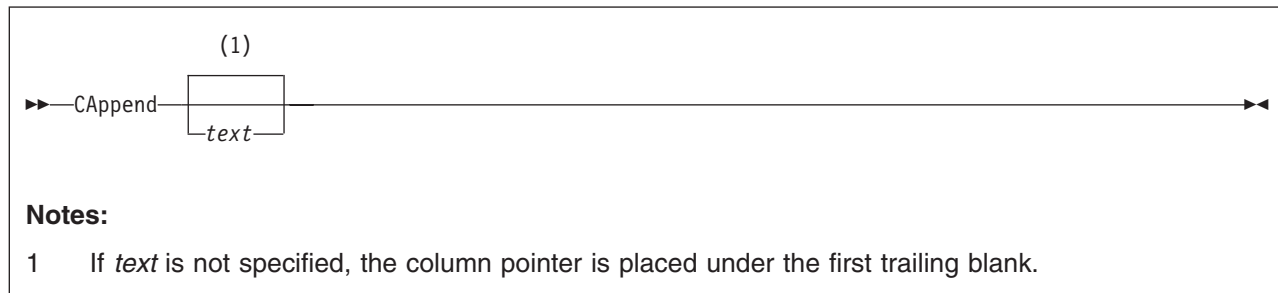 (1)
CAppend
text
Notes:
1 If text is not specified, the column pointer is placed under the first trailing blank.